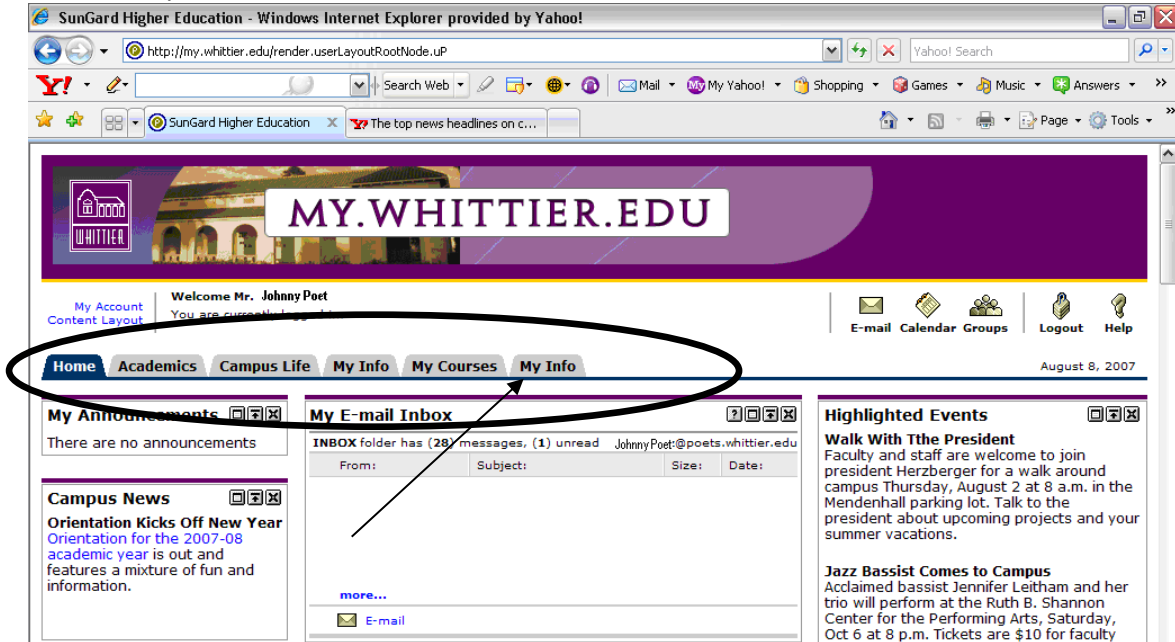 SunGard Higher Education - Windows Internet Explorer provided by Yahoo!
http://my.whittier.edu/render.userLayoutRootNode.uP
Yahoo! Search
Y!
Search Web
Mail
My Yahoo!
Shopping
Games
Music
Answers
SunGard Higher Education
The top news headlines on c...
Page
Tools
WHITTIER
MY.WHITTIER.EDU
My Account
Content Layout
Welcome Mr. Johnny Poet
You are currently
E-mail
Calendar
Groups
Logout
Help
Home
Academics
Campus Life
My Info
My Courses
My Info
August 8, 2007
My Announcements
There are no announcements
Campus News
Orientation Kicks Off New Year
Orientation for the 2007-08
academic year is out and
features a mixture of fun and
information.
My E-mail Inbox
INBOX folder has (28) messages, (1) unread
Johnny Poet:@poets.whittier.edu
From:
Subject:
Size:
Date:
more...
E-mail
Highlighted Events
Walk With Tthe President
Faculty and staff are welcome to join
president Herzberger for a walk around
campus Thursday, August 2 at 8 a.m. in the
Mendenhall parking lot. Talk to the
president about upcoming projects and your
summer vacations.
Jazz Bassist Comes to Campus
Acclaimed bassist Jennifer Leitham and her
trio will perform at the Ruth B. Shannon
Center for the Performing Arts, Saturday,
Oct 6 at 8 p.m. Tickets are $10 for faculty